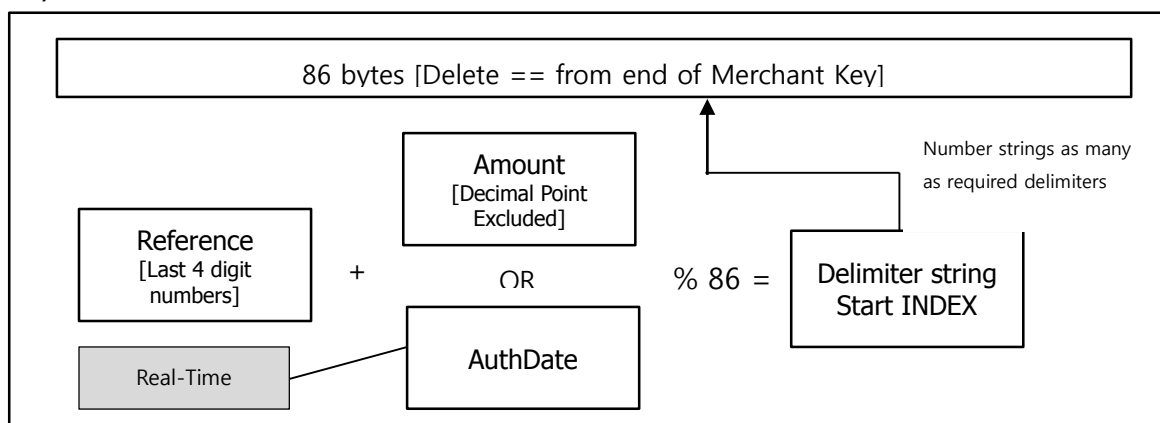 86 bytes [Delete == from end of Merchant Key]
Number strings as many
as required delimiters
Amount
[Decimal Point
Excluded]
Reference
[Last 4 digit
numbers]
+
OR
% 86 =
Delimiter string
Start INDEX
AuthDate
Real-Time